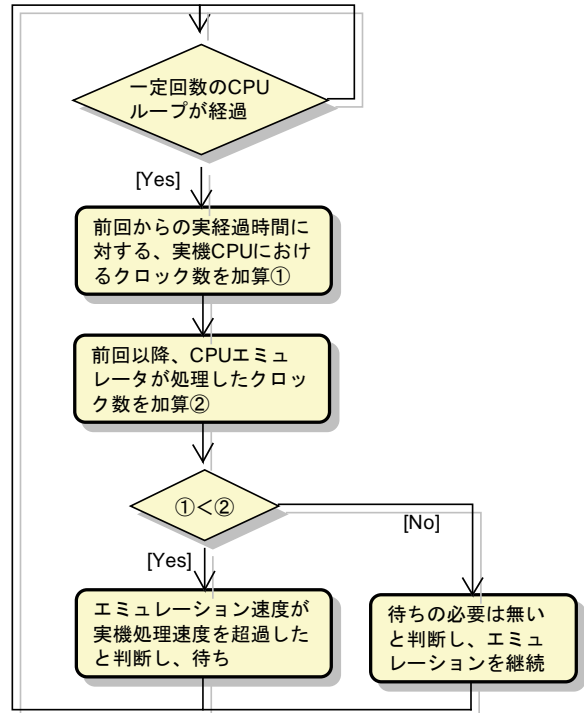 一定回数のCPU
ループが経過
[Yes]
前回からの実経過時間に
対する、実機CPUにおけ
るクロック数を加算①
前回以降、CPUエミュ
レータが処理したクロッ
ク数を加算②
①<②
[No]
[Yes]
エミュレーション速度が
実機処理速度を超過した
と判断し、待ち
待ちの必要は無い
と判断し、エミュ
レーションを継続